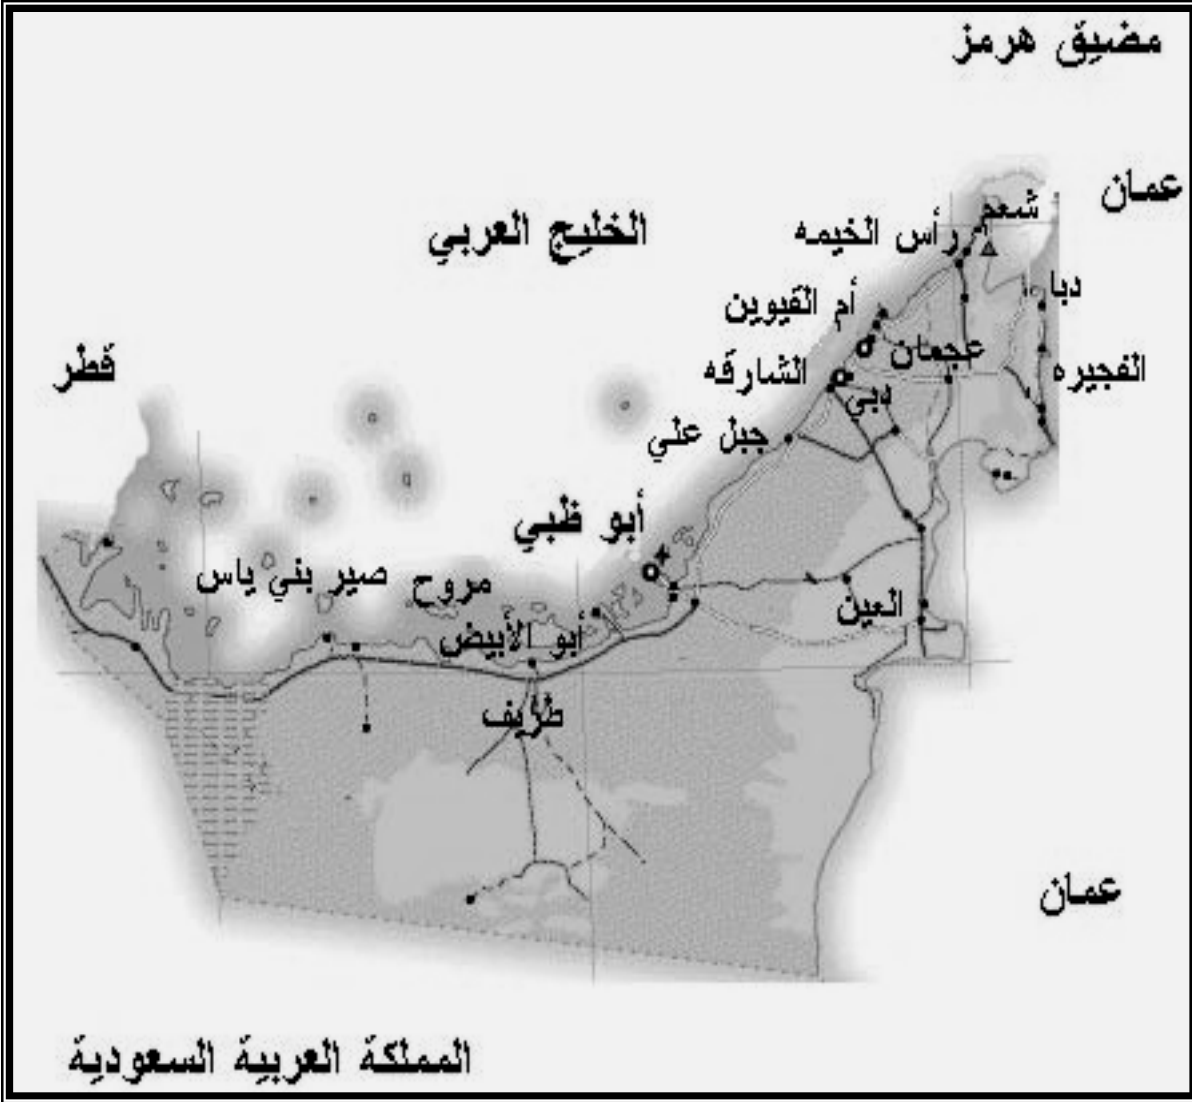 مضيق هرمز
عمان
شعم
الخليج العربي
رأس الخيمه
دبا
أم القيوين
عجمان
الفجيره
قطر
الشارقه
دبي
جبل علي
أبو ظبي
صير بني ياس
مروح
العين
أبو الأبيض
طريف
عمان
المملكة العربية السعودية